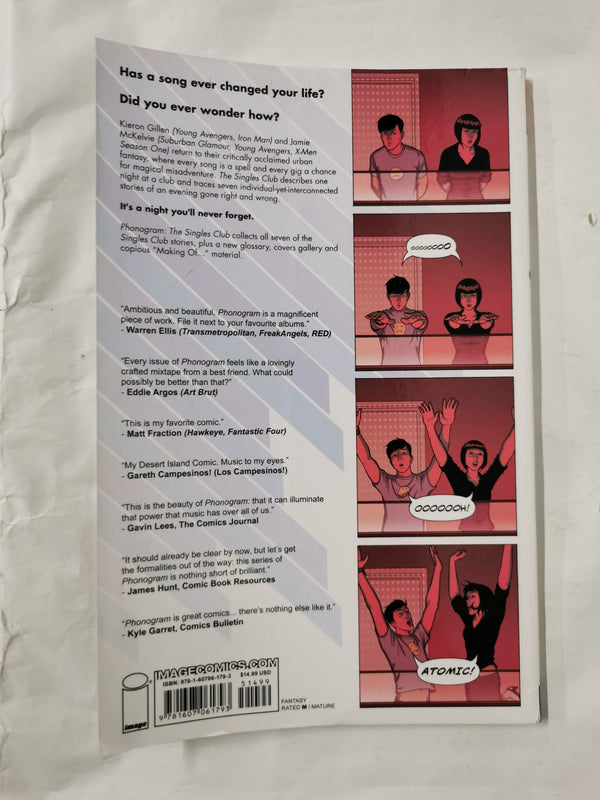 Has a song ever changed your life?
Did you ever wonder how?
Kieron Gillen (Young Avengers, Iron Man) and Jamie
McKelvie (Suburban Glamour, Young Avengers, X-Men
Season One) return to their critically acclaimed urban
fantasy, where every song is a spell and every gig a chance
for magical misadventure. The Singles Club describes one
night at a club and traces seven individual-yet-interconnected
stories of an evening gone right and wrong.
It's a night you'll never forget.
Phonogram: The Singles Club collects all seven of the
Singles Club stories, plus a new glossary, covers gallery and
copious "Making Of..." material.
"Ambitious and beautiful, Phonogram is a magnificent
piece of work. File it next to your favourite albums."
- Warren Ellis (Transmetropolitan, FreakAngels, RED)
"Every issue of Phonogram feels like a lovingly
crafted mixtape from a best friend. What could
possibly be better than that?"
- Eddie Argos (Art Brut)
"This is my favorite comic."
- Matt Fraction (Hawkeye, Fantastic Four)
"My Desert Island Comic. Music to my eyes."
- Gareth Campesinos! (Los Campesinos!)
"This is the beauty of Phonogram: that it can illuminate
that power that music has over all of us."
- Gavin Lees, The Comics Journal
"It should already be clear by now, but let's get
the formalities out of the way: this series of
Phonogram is nothing short of brilliant."
- James Hunt, Comic Book Resources
"Phonogram is great comics... there's nothing else like it."
- Kyle Garret, Comics Bulletin
image
IMAGECOMICS.COM
ISBN: 978-1-60706-179-3 $14.99 USD
51499
9 781607 061793
FANTASY
RATED M / MATURE
OOOOOOOO
OOOOOOH!
ATOMIC!